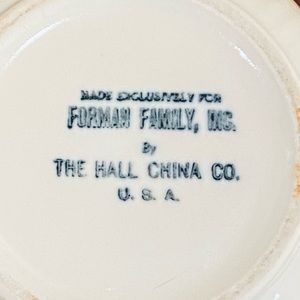 MADE EXCLUSIVELY FOR
FORMAN FAMILY, INC.
By
THE HALL CHINA CO.
U. S. A.